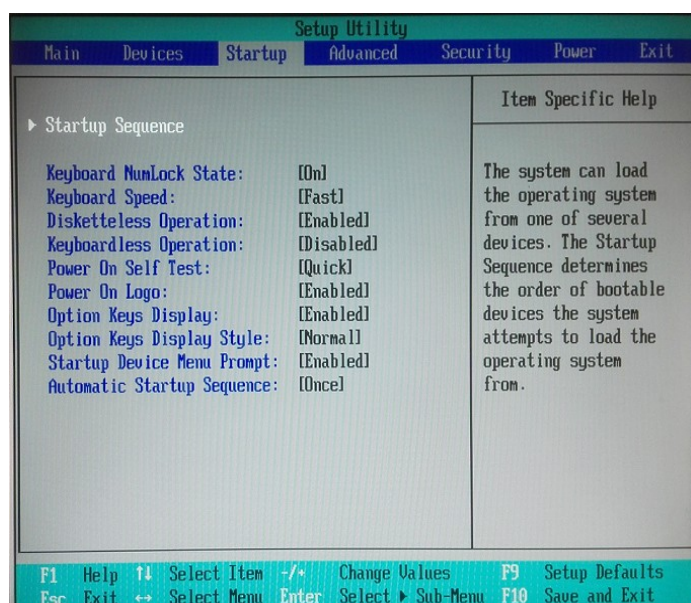 Setup Utility
Main Devices Startup Advanced Security Power Exit
Item Specific Help
▶ Startup Sequence
Keyboard NumLock State: [On]
Keyboard Speed: [Fast]
Disketteless Operation: [Enabled]
Keyboardless Operation: [Disabled]
Power On Self Test: [Quick]
Power On Logo: [Enabled]
Option Keys Display: [Enabled]
Option Keys Display Style: [Normal]
Startup Device Menu Prompt: [Enabled]
Automatic Startup Sequence: [Once]
The system can load
the operating system
from one of several
devices. The Startup
Sequence determines
the order of bootable
devices the system
attempts to load the
operating system
from.
F1 Help ↑↓ Select Item -/+ Change Values F9 Setup Defaults
Esc Exit ↔ Select Menu Enter Select ▶ Sub-Menu F10 Save and Exit